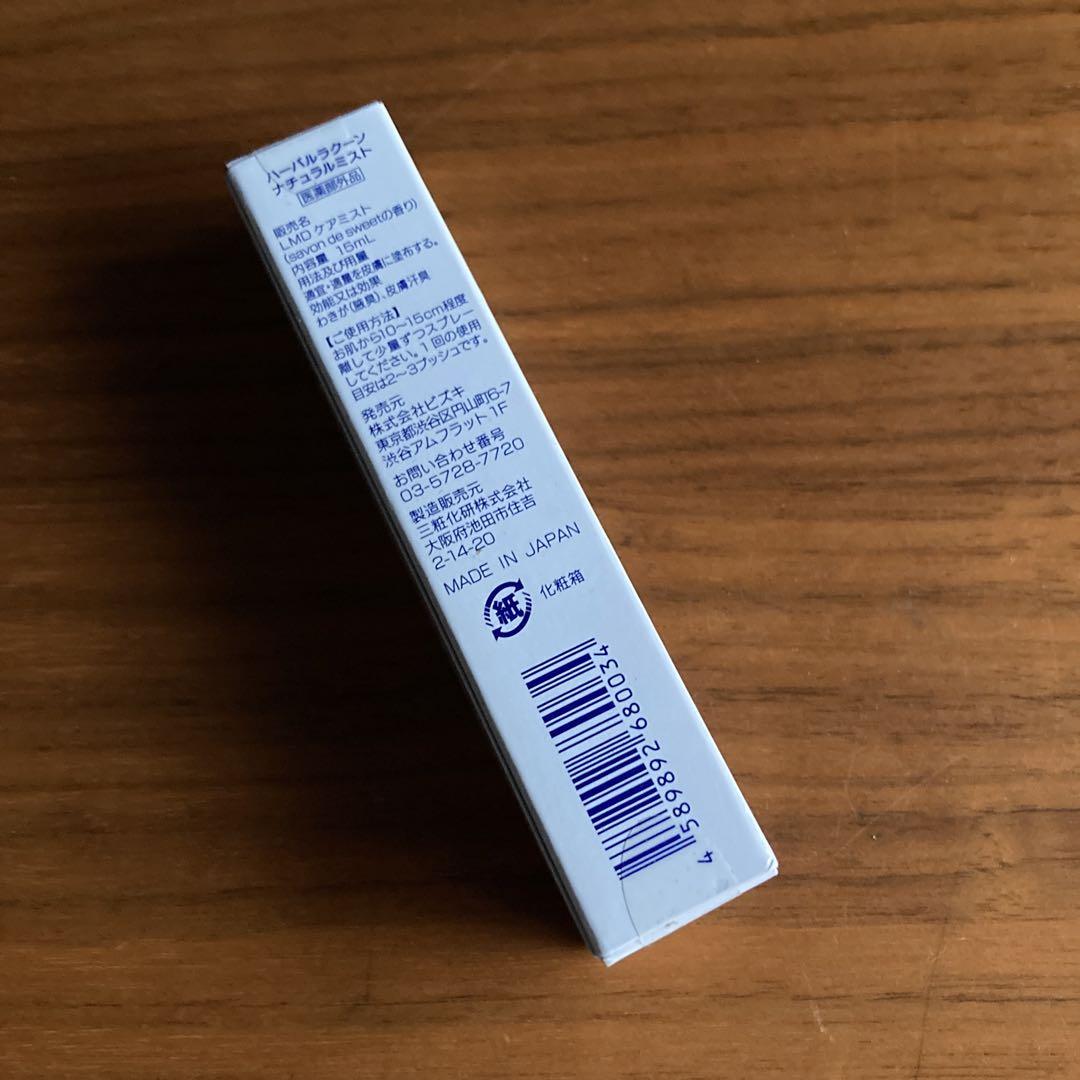 ハーバルラクーン
ナチュラルミスト
医薬部外品
販売名
LMDケアミスト
(savon de sweetの香り)
内容量 15mL
用法及び用量
適宜・適量を皮膚に塗布する。
効能又は効果
わきが(腋臭)、皮膚汗臭
【ご使用方法】
お肌から10〜15cm程度
離して少量ずつスプレー
してください。1回の使用
目安は2〜3プッシュです。
発売元
株式会社ビズキ
東京都渋谷区円山町6-7
渋谷アムフラット1F
お問い合わせ番号
03-5728-7720
製造販売元
三粧化研株式会社
大阪府池田市住吉
2-14-20
MADE IN JAPAN
紙 化粧箱
4 589892 680034